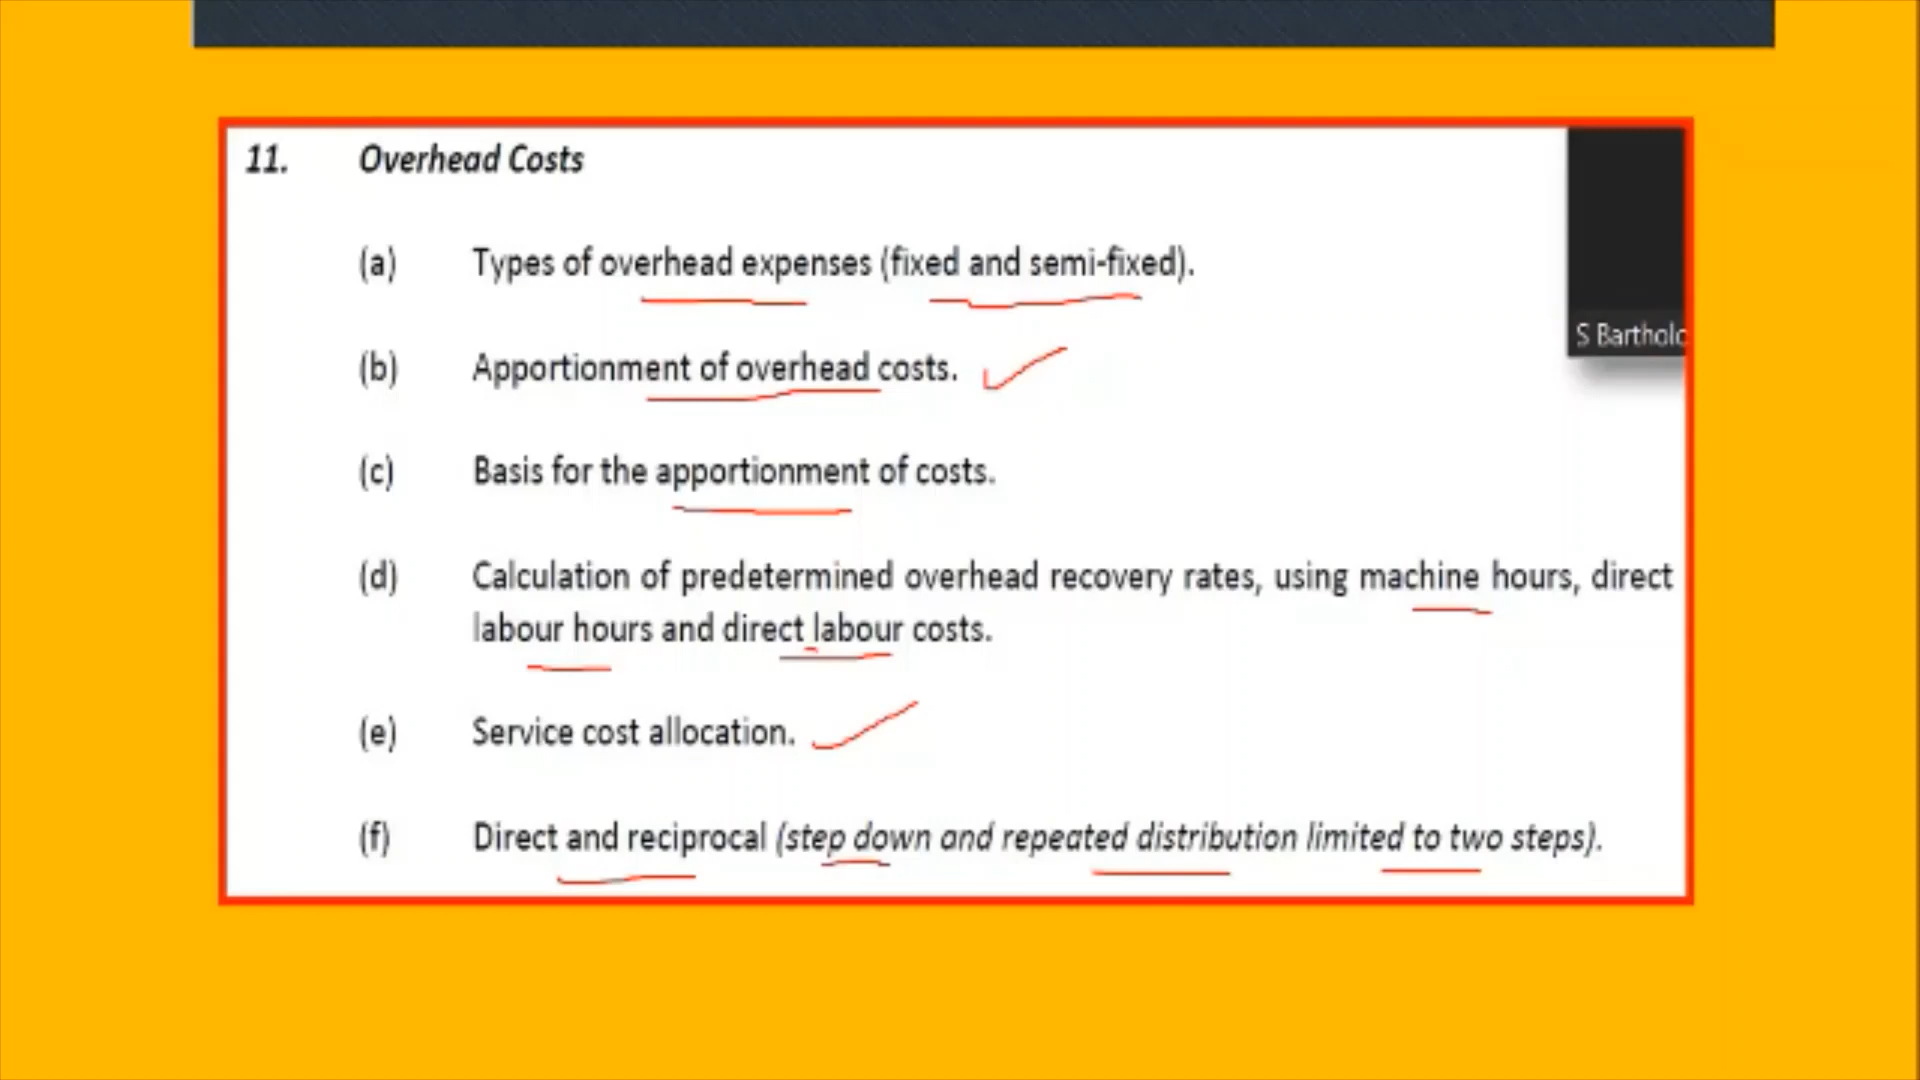 11. Overhead Costs
(a) Types of overhead expenses (fixed and semi-fixed).
S Bartholo
(b) Apportionment of overhead costs.
(c) Basis for the apportionment of costs.
(d) Calculation of predetermined overhead recovery rates, using machine hours, direct
labour hours and direct labour costs.
(e) Service cost allocation.
(f) Direct and reciprocal (step down and repeated distribution limited to two steps).